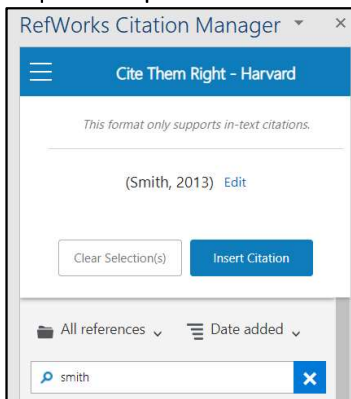 RefWorks Citation Manager
Cite Them Right - Harvard
This format only supports in-text citations.
(Smith, 2013) Edit
Clear Selection(s) Insert Citation
All references Date added
smith